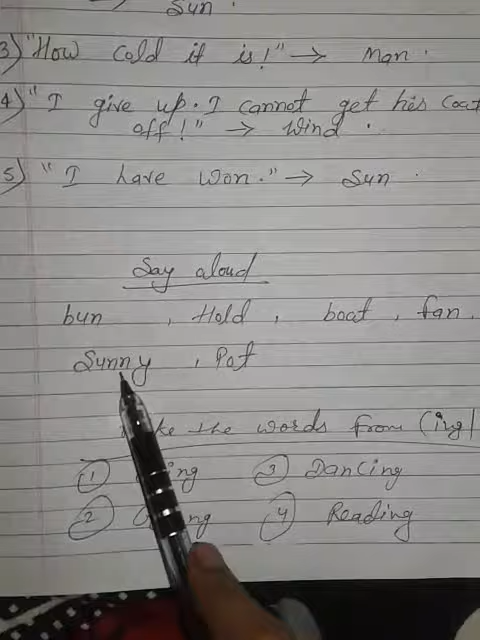 Sun.
3) "How cold it is!" → Man.
4) "I give up. I cannot get his coat
off!" → Wind.
5) "I have won." → Sun.
Say aloud
bun, Hold, boat, fan.
Sunny, Pot
the words from (ing)
① ② Dancing
② ④ Reading